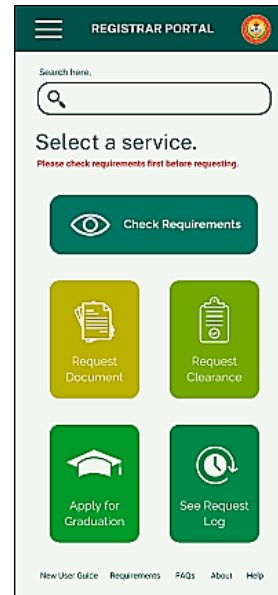 REGISTRAR PORTAL
Search here.
Select a service.
Please check requirements first before requesting.
Check Requirements
Request
Document
Request
Clearance
Apply for
Graduation
See Request
Log
New User Guide Requirements FAQs About Help